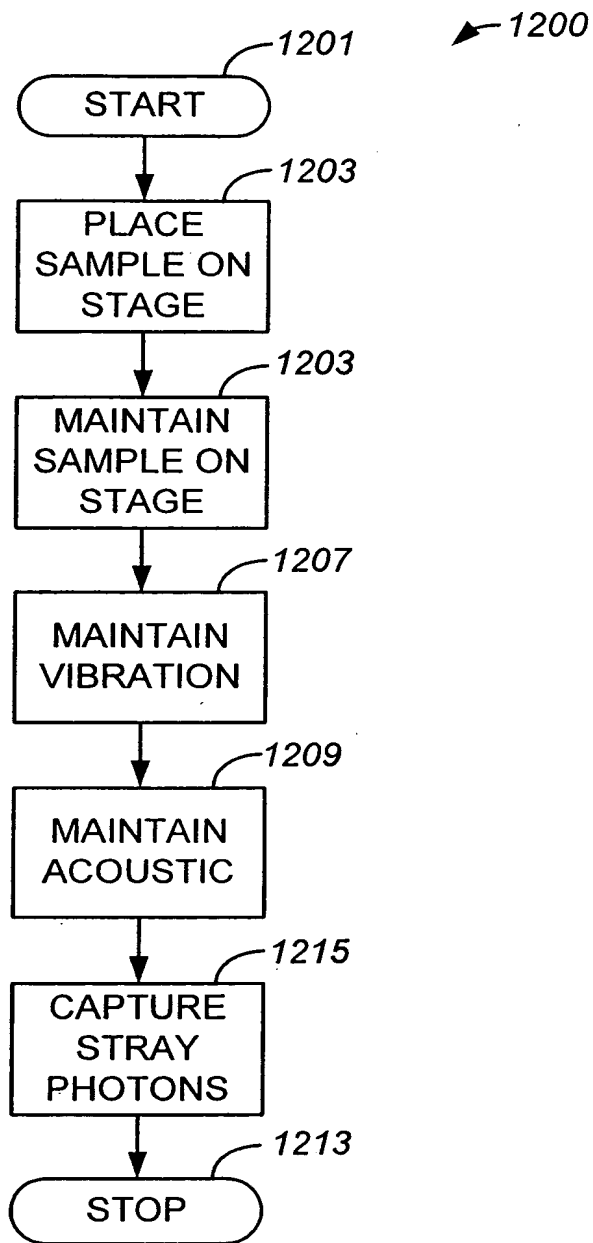 1200
1201
START
1203
PLACE
SAMPLE ON
STAGE
1203
MAINTAIN
SAMPLE ON
STAGE
1207
MAINTAIN
VIBRATION
1209
MAINTAIN
ACOUSTIC
1215
CAPTURE
STRAY
PHOTONS
1213
STOP